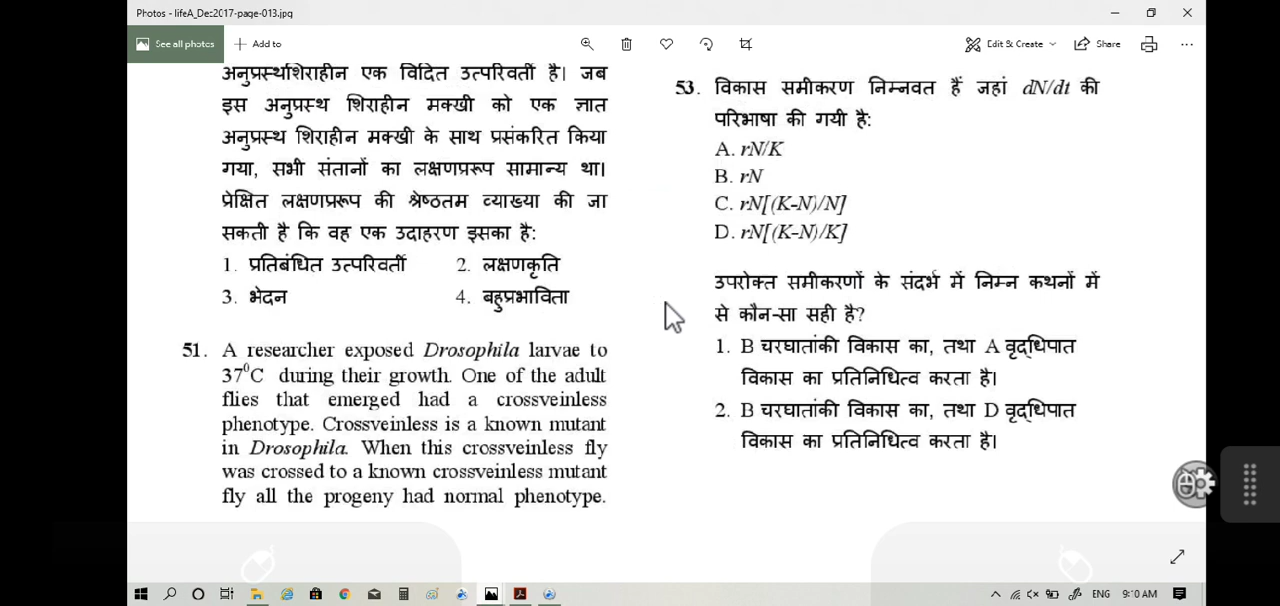 Photos - lifeA_Dec2017-page-013.jpg
See all photos
Add to
Edit & Create
Share
अनुप्रस्थशिराहीन एक विदित उत्परिवर्ती है। जब
इस अनुप्रस्थ शिराहीन मक्खी को एक ज्ञात
अनुप्रस्थ शिराहीन मक्खी के साथ प्रसंकरित किया
गया, सभी संतानों का लक्षणप्ररूप सामान्य था।
प्रेक्षित लक्षणप्ररूप की श्रेष्ठतम व्याख्या की जा
सकती है कि वह एक उदाहरण इसका है:
1. प्रतिबंधित उत्परिवर्ती 2. लक्षणकृति
3. भेदन 4. बहुप्रभाविता
51. A researcher exposed Drosophila larvae to
37⁰C during their growth. One of the adult
flies that emerged had a crossveinless
phenotype. Crossveinless is a known mutant
in Drosophila. When this crossveinless fly
was crossed to a known crossveinless mutant
fly all the progeny had normal phenotype.
53. विकास समीकरण निम्नवत हैं जहां dN/dt की
परिभाषा की गयी है:
A. rN/K
B. rN
C. rN[(K-N)/N]
D. rN[(K-N)/K]
उपरोक्त समीकरणों के संदर्भ में निम्न कथनों में
से कौन-सा सही है?
1. B चरघातांकी विकास का, तथा A वृद्धिपात
विकास का प्रतिनिधित्व करता है।
2. B चरघातांकी विकास का, तथा D वृद्धिपात
विकास का प्रतिनिधित्व करता है।
ENG 9:10 AM